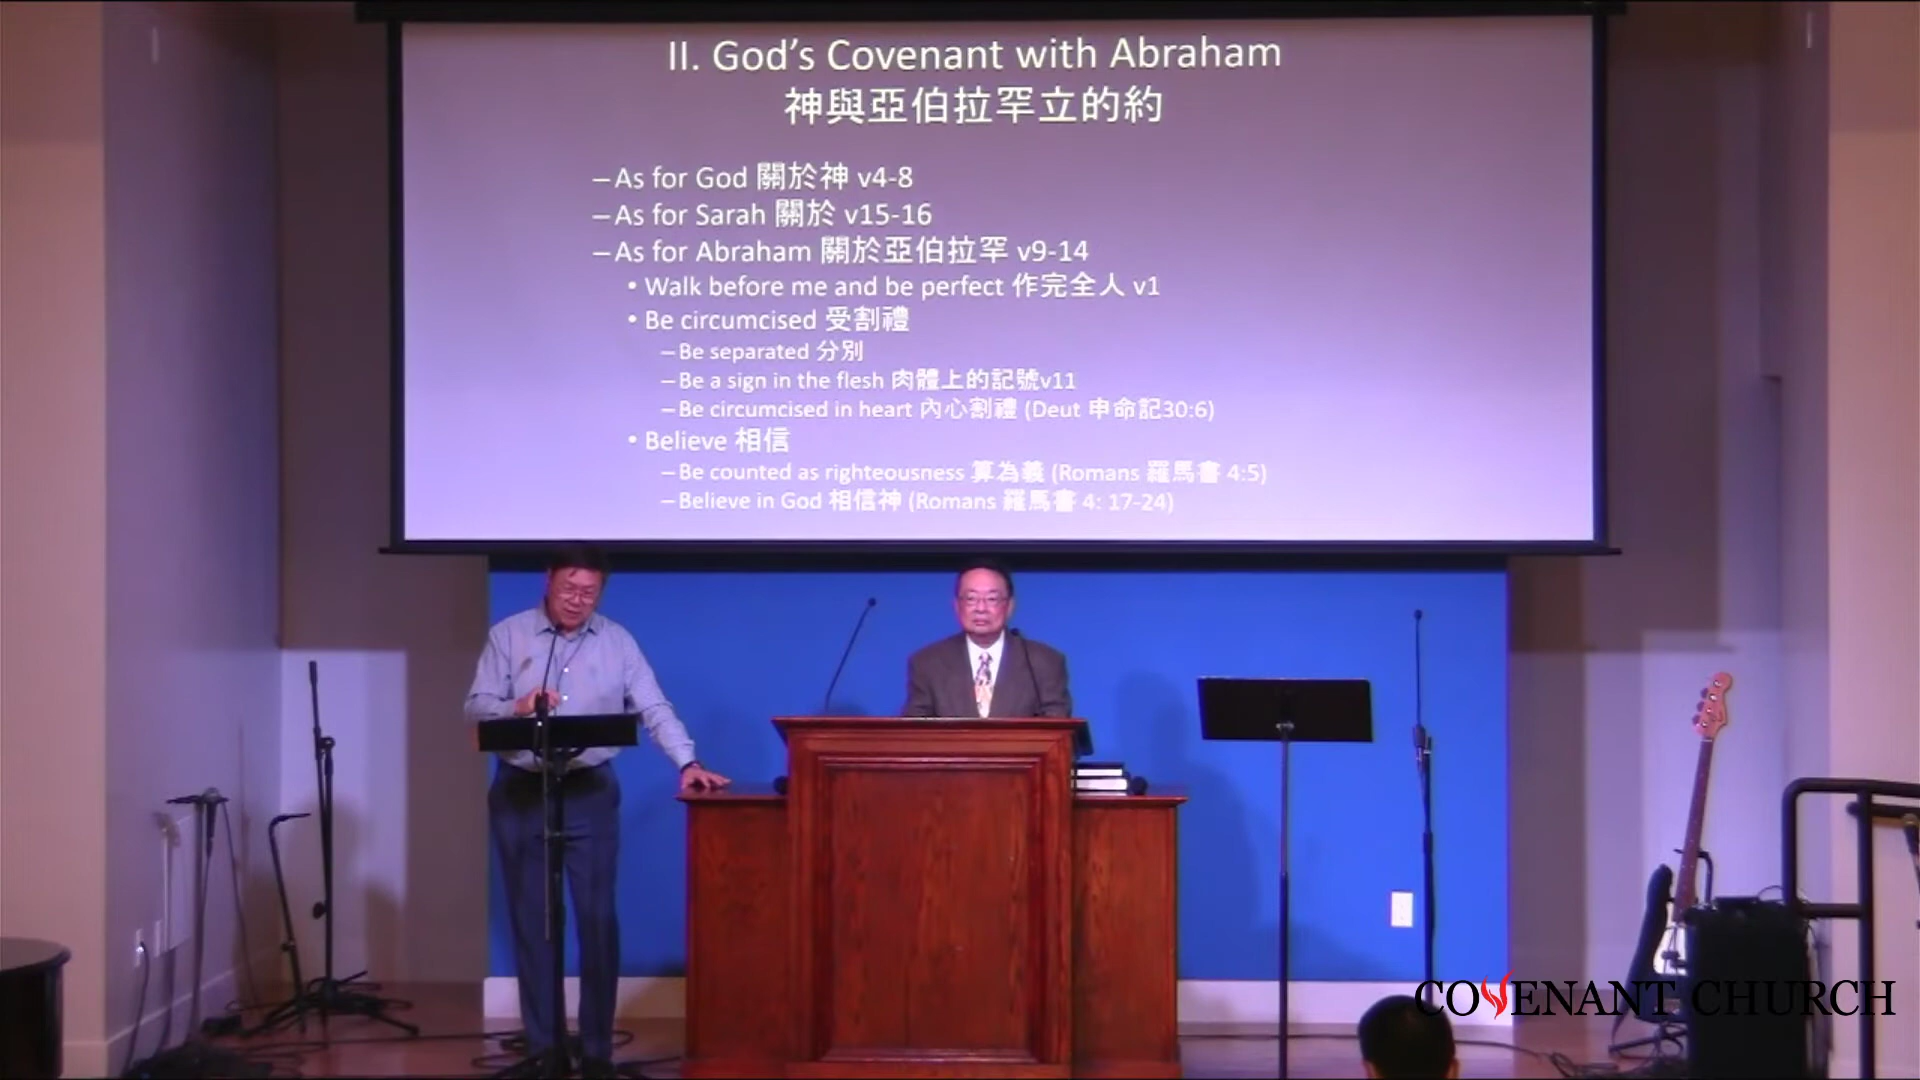 II. God's Covenant with Abraham
神與亞伯拉罕立的約
–As for God 關於神 v4-8
–As for Sarah 關於 v15-16
–As for Abraham 關於亞伯拉罕 v9-14
• Walk before me and be perfect 作完全人 v1
• Be circumcised 受割禮
–Be separated 分別
–Be a sign in the flesh 肉體上的記號v11
–Be circumcised in heart 內心割禮 (Deut 申命記30:6)
• Believe 相信
–Be counted as righteousness 算為義 (Romans 羅馬書 4:5)
–Believe in God 相信神 (Romans 羅馬書 4: 17-24)
COVENANT CHURCH